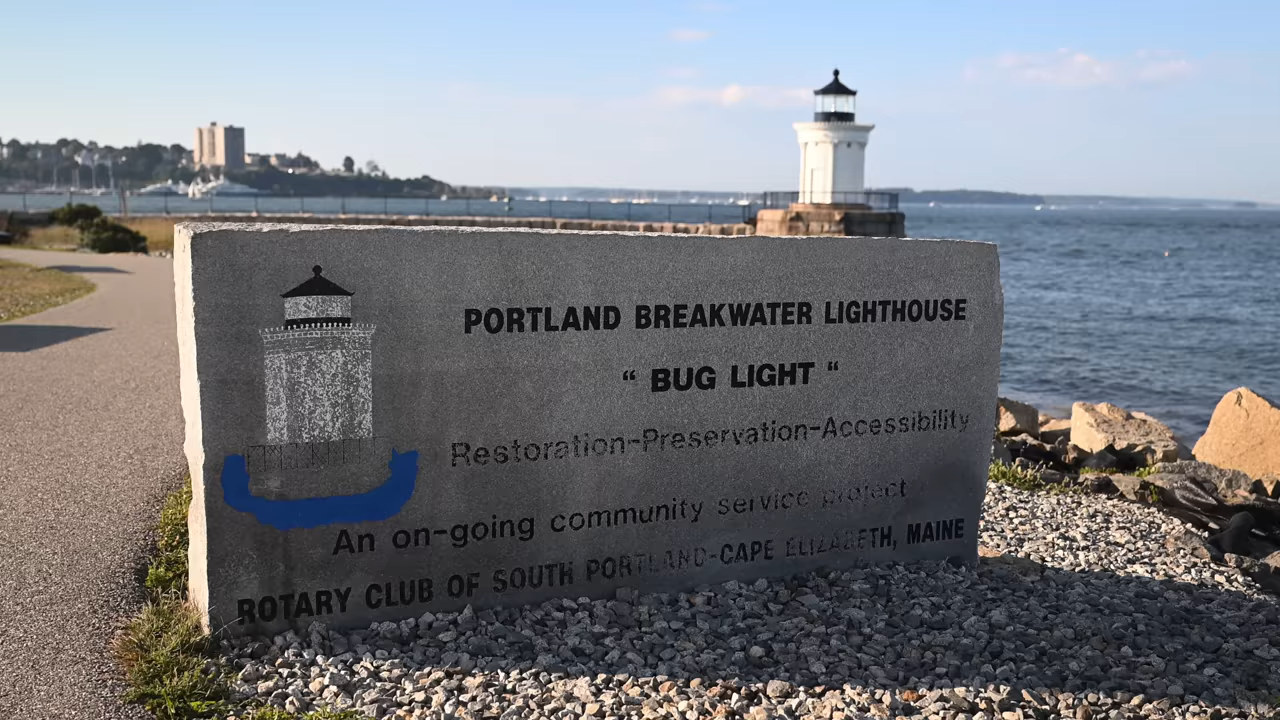 PORTLAND BREAKWATER LIGHTHOUSE
“ BUG LIGHT “
Restoration-Preservation-Accessibility
An on-going community service project
ROTARY CLUB OF SOUTH PORTLAND-CAPE ELIZABETH, MAINE